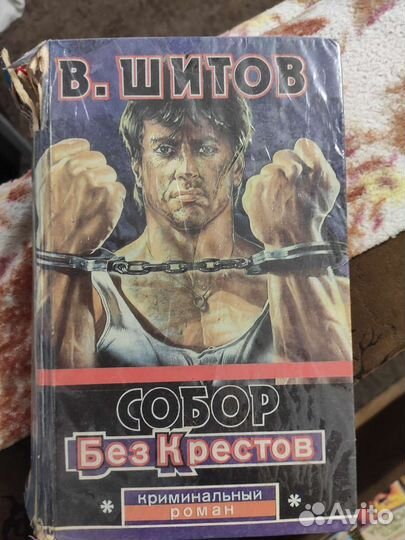 В. ШИТОВ
СОБОР
Без Крестов
* криминальный *
роман
Avito